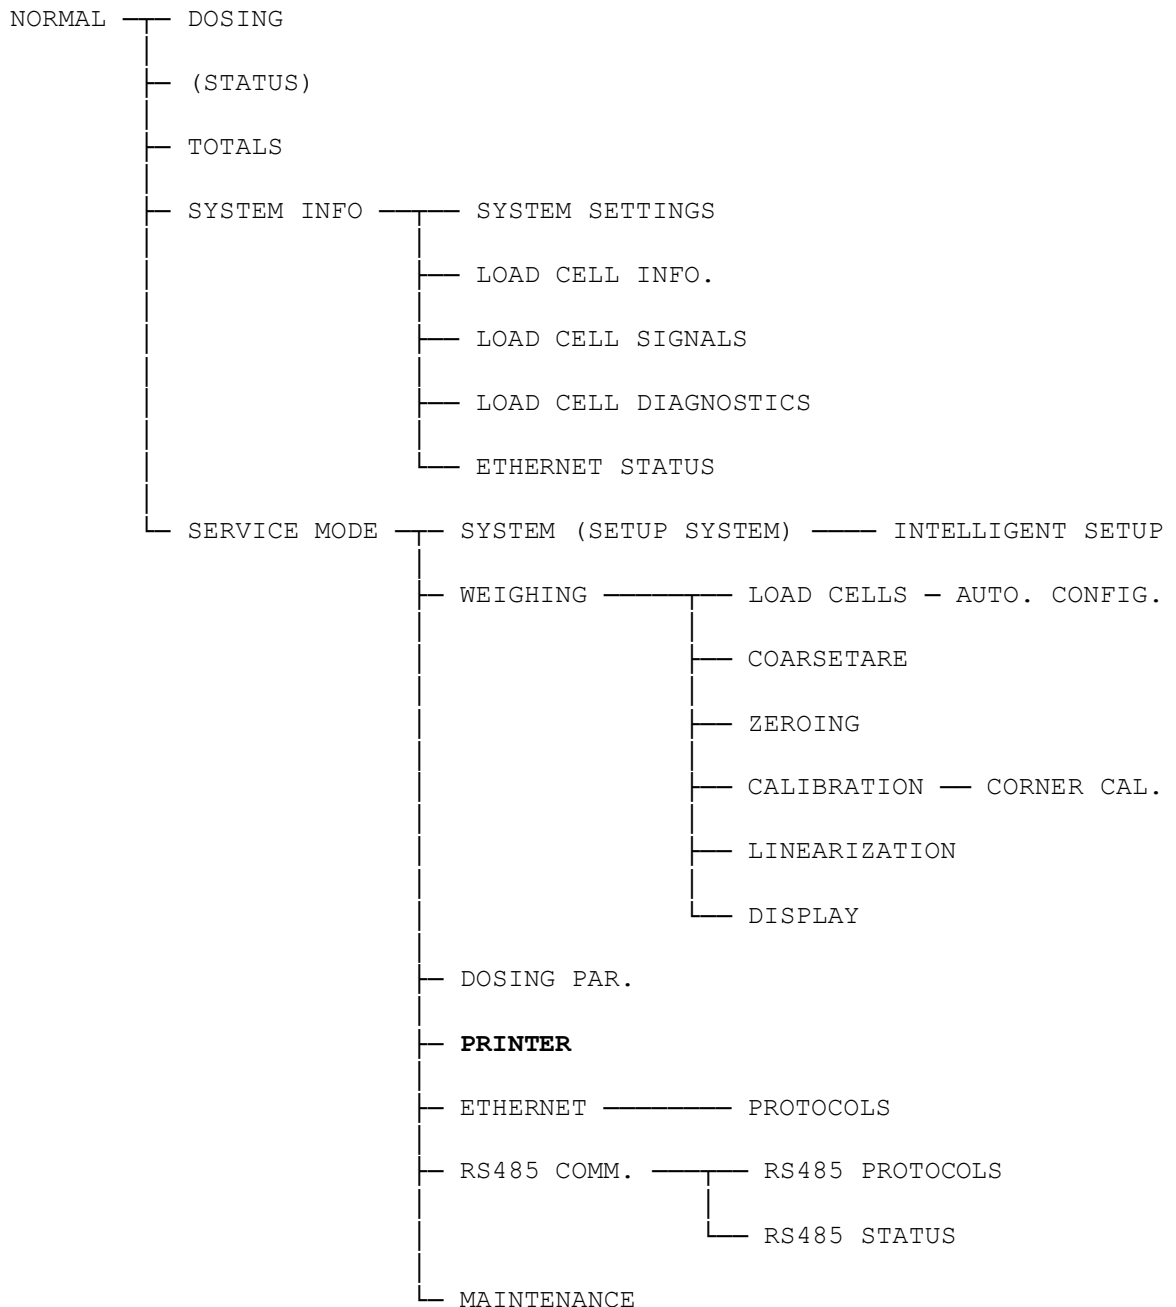 NORMAL DOSING
(STATUS)
TOTALS
SYSTEM INFO SYSTEM SETTINGS
LOAD CELL INFO.
LOAD CELL SIGNALS
LOAD CELL DIAGNOSTICS
ETHERNET STATUS
SERVICE MODE SYSTEM (SETUP SYSTEM) INTELLIGENT SETUP
WEIGHING LOAD CELLS AUTO. CONFIG.
COARSETARE
ZEROING
CALIBRATION CORNER CAL.
LINEARIZATION
DISPLAY
DOSING PAR.
PRINTER
ETHERNET PROTOCOLS
RS485 COMM. RS485 PROTOCOLS
RS485 STATUS
MAINTENANCE